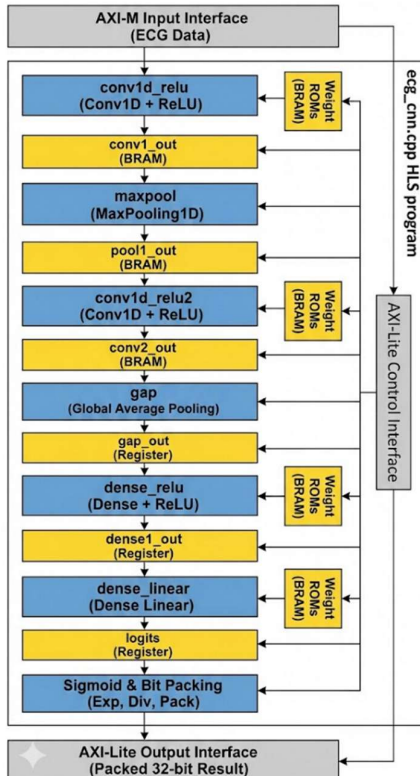 AXI-M Input Interface
(ECG Data)
conv1d_relu
(Conv1D + ReLU)
Weight
ROMs
(BRAM)
ecg_cnn.cpp HLS program
conv1_out
(BRAM)
maxpool
(MaxPooling1D)
pool1_out
(BRAM)
conv1d_relu2
(Conv1D + ReLU)
Weight
ROMs
(BRAM)
AXI-Lite Control Interface
conv2_out
(BRAM)
gap
(Global Average Pooling)
gap_out
(Register)
dense_relu
(Dense + ReLU)
Weight
ROMs
(BRAM)
dense1_out
(Register)
dense_linear
(Dense Linear)
Weight
ROMs
(BRAM)
logits
(Register)
Sigmoid & Bit Packing
(Exp, Div, Pack)
AXI-Lite Output Interface
(Packed 32-bit Result)